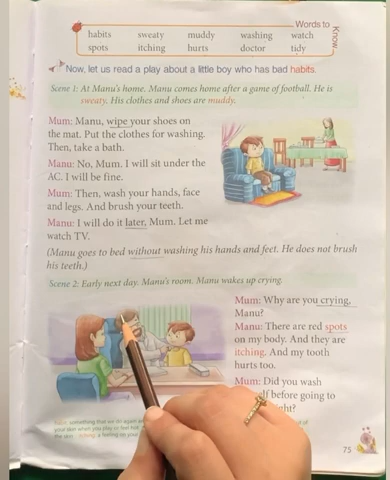 Words to Know
habits sweaty muddy washing watch
spots itching hurts doctor tidy
Now, let us read a play about a little boy who has bad habits.
Scene 1: At Manu's home. Manu comes home after a game of football. He is
sweaty. His clothes and shoes are muddy.
Mum: Manu, wipe your shoes on
the mat. Put the clothes for washing.
Then, take a bath.
Manu: No, Mum. I will sit under the
AC. I will be fine.
Mum: Then, wash your hands, face
and legs. And brush your teeth.
Manu: I will do it later, Mum. Let me
watch TV.
(Manu goes to bed without washing his hands and feet. He does not brush
his teeth.)
Scene 2: Early next day. Manu's room. Manu wakes up crying.
Mum: Why are you crying,
Manu?
Manu: There are red spots
on my body. And they are
itching. And my tooth
hurts too.
Mum: Did you wash
before going to
75